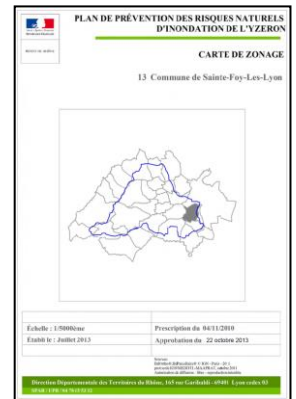 PLAN DE PRÉVENTION DES RISQUES NATURELS
D'INONDATION DE L'YZERON
CARTE DE ZONAGE
13 Commune de Sainte-Foy-Les-Lyon
Échelle : 1/5000ème
Prescription du 04/11/2010
Établi le : Juillet 2013
Approbation du 22 octobre 2013
Direction Départementale des Territoires du Rhône, 165 rue Garibaldi - 69401 Lyon cedex 03